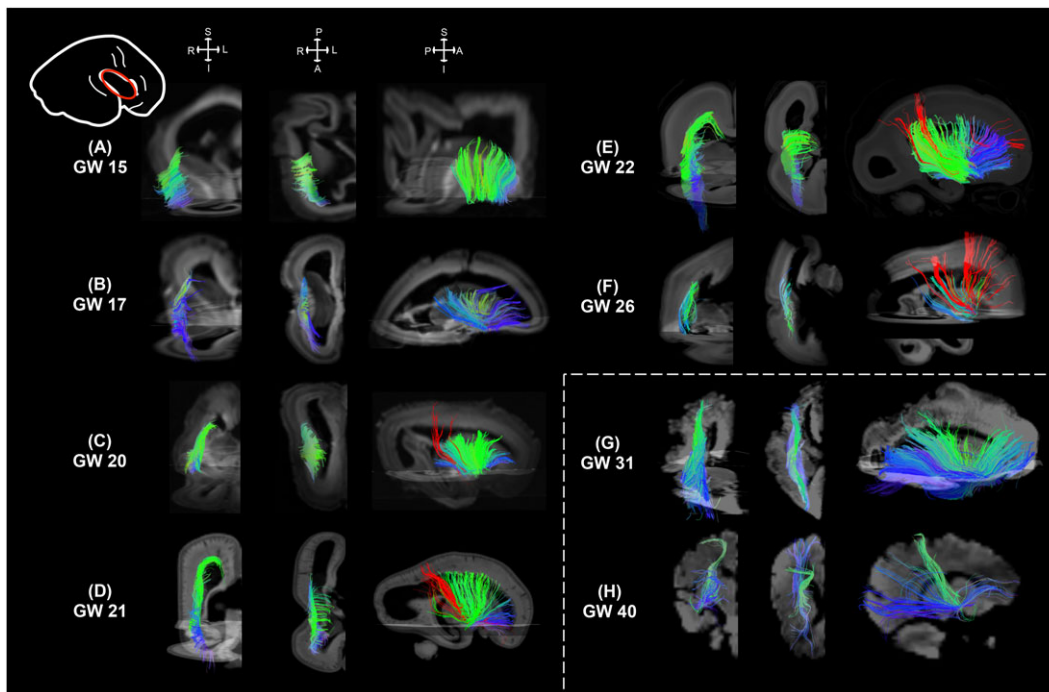 S
R L
I
P
R L
A
S
P A
I
(A)
GW 15
(B)
GW 17
(C)
GW 20
(D)
GW 21
(E)
GW 22
(F)
GW 26
(G)
GW 31
(H)
GW 40